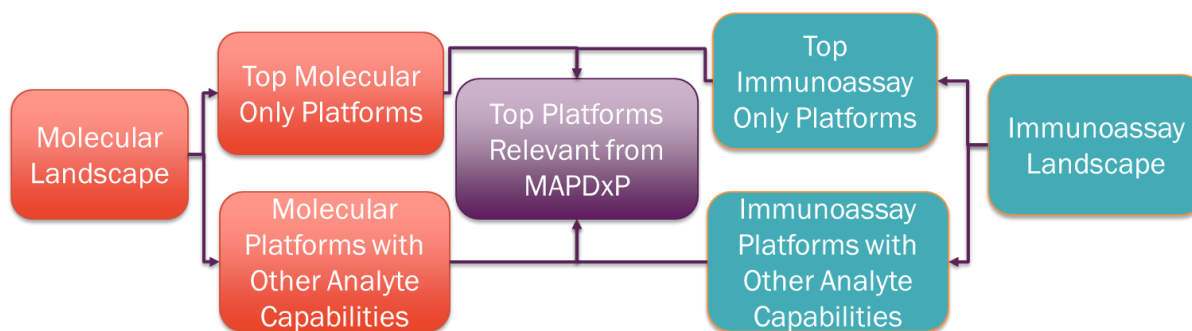 Molecular
Landscape
Top Molecular
Only Platforms
Molecular
Platforms with
Other Analyte
Capabilities
Top Platforms
Relevant from
MAPDxP
Top
Immunoassay
Only Platforms
Immunoassay
Platforms with
Other Analyte
Capabilities
Immunoassay
Landscape